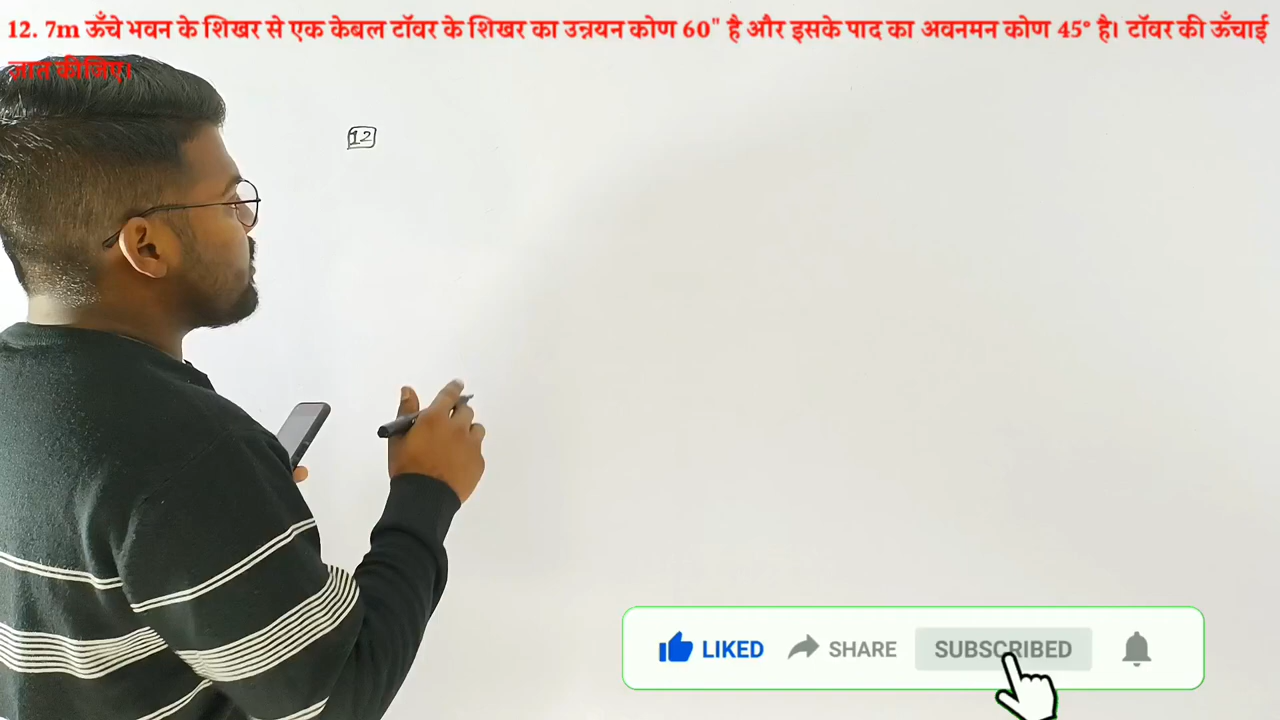 12. 7m ऊँचे भवन के शिखर से एक केबल टॉवर के शिखर का उन्नयन कोण 60" है और इसके पाद का अवनमन कोण 45° है। टॉवर की ऊँचाई
ज्ञात कीजिए।
12
LIKED SHARE SUBSCRIBED